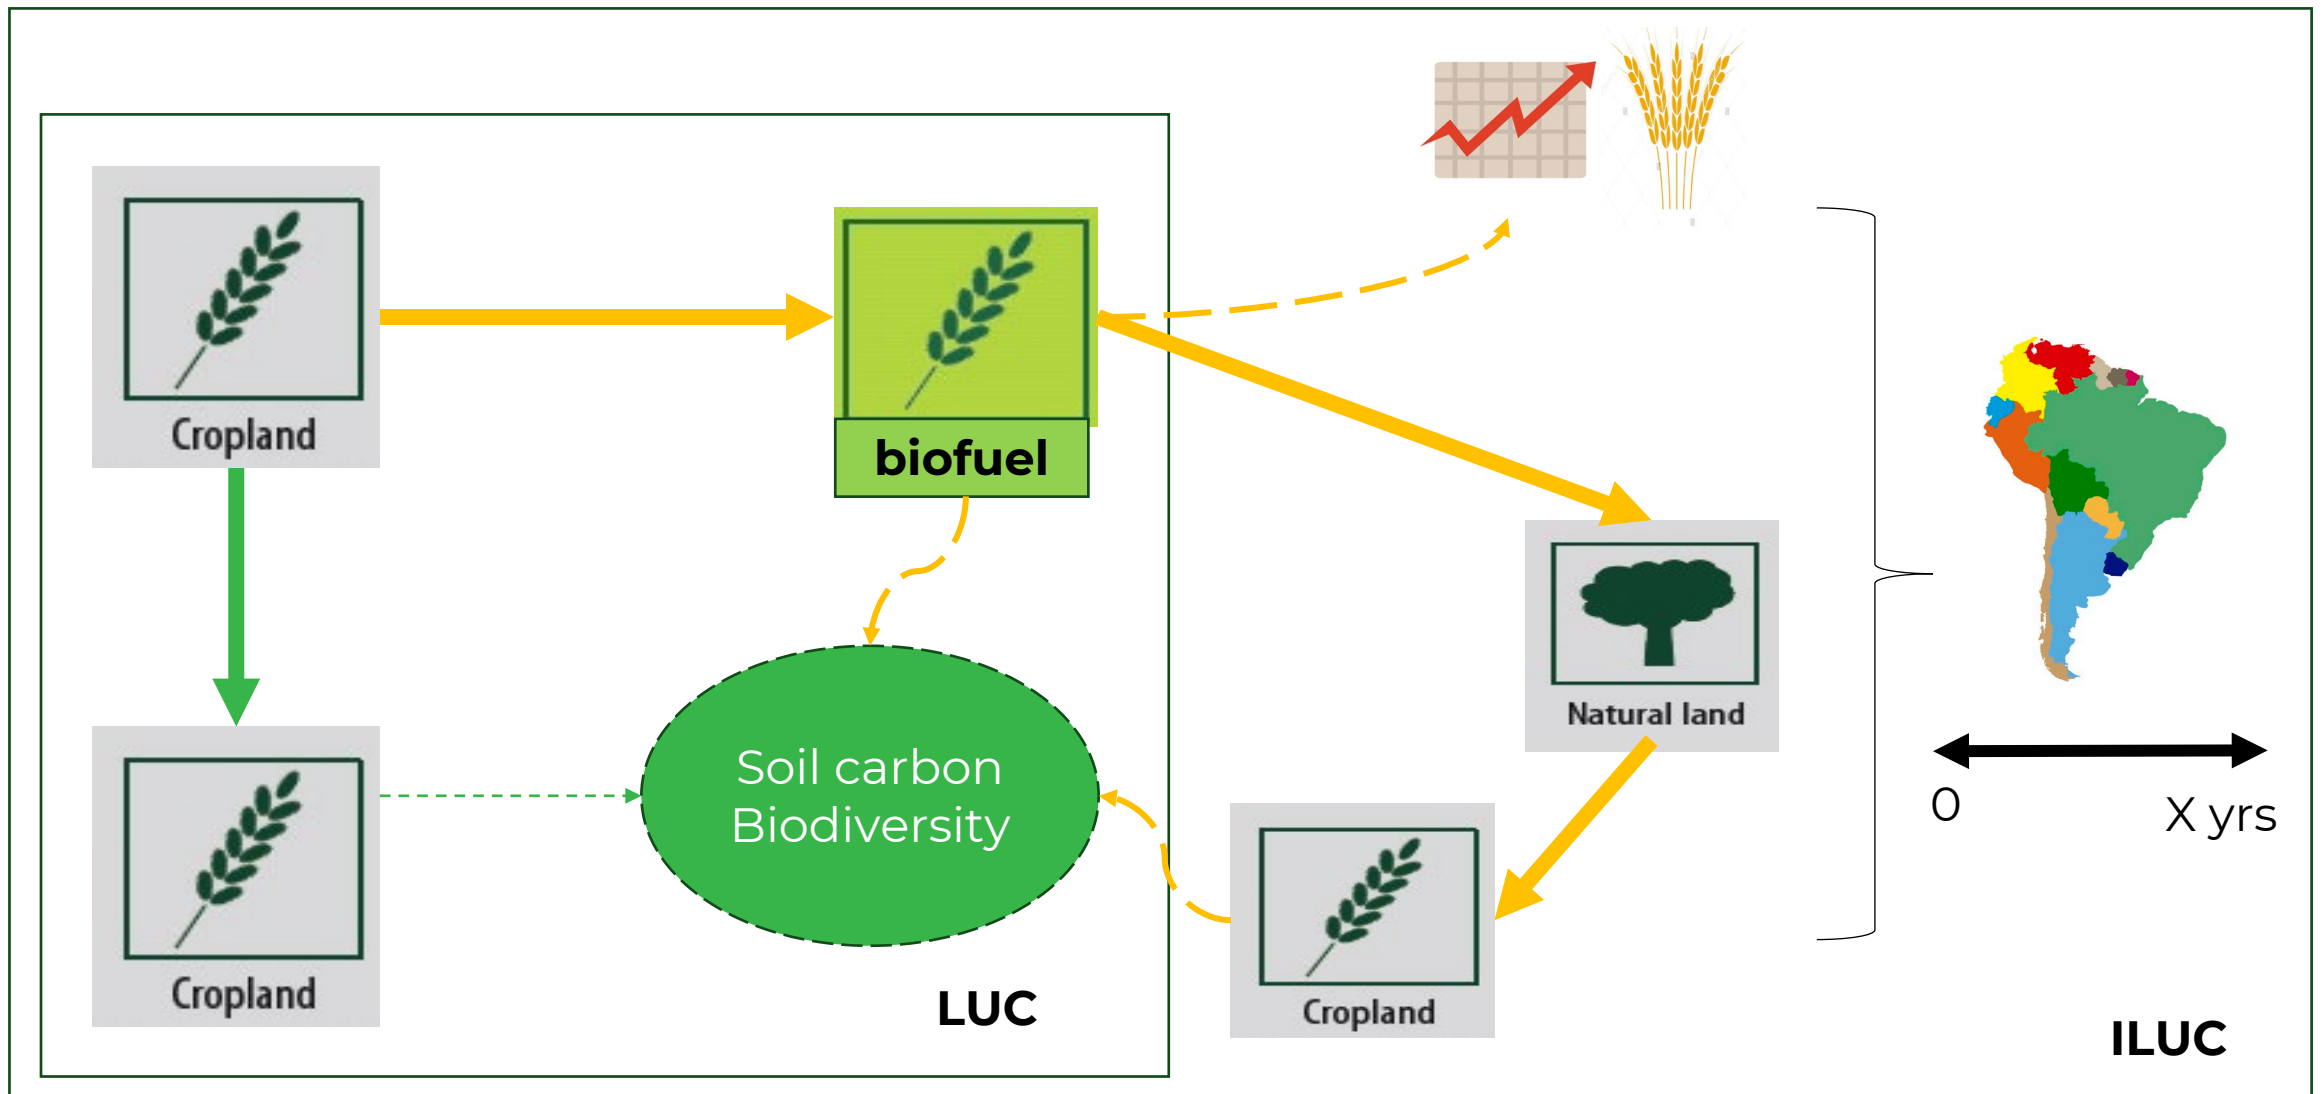 Cropland
biofuel
Natural land
Soil carbon
Biodiversity
0
X yrs
Cropland
Cropland
LUC
ILUC